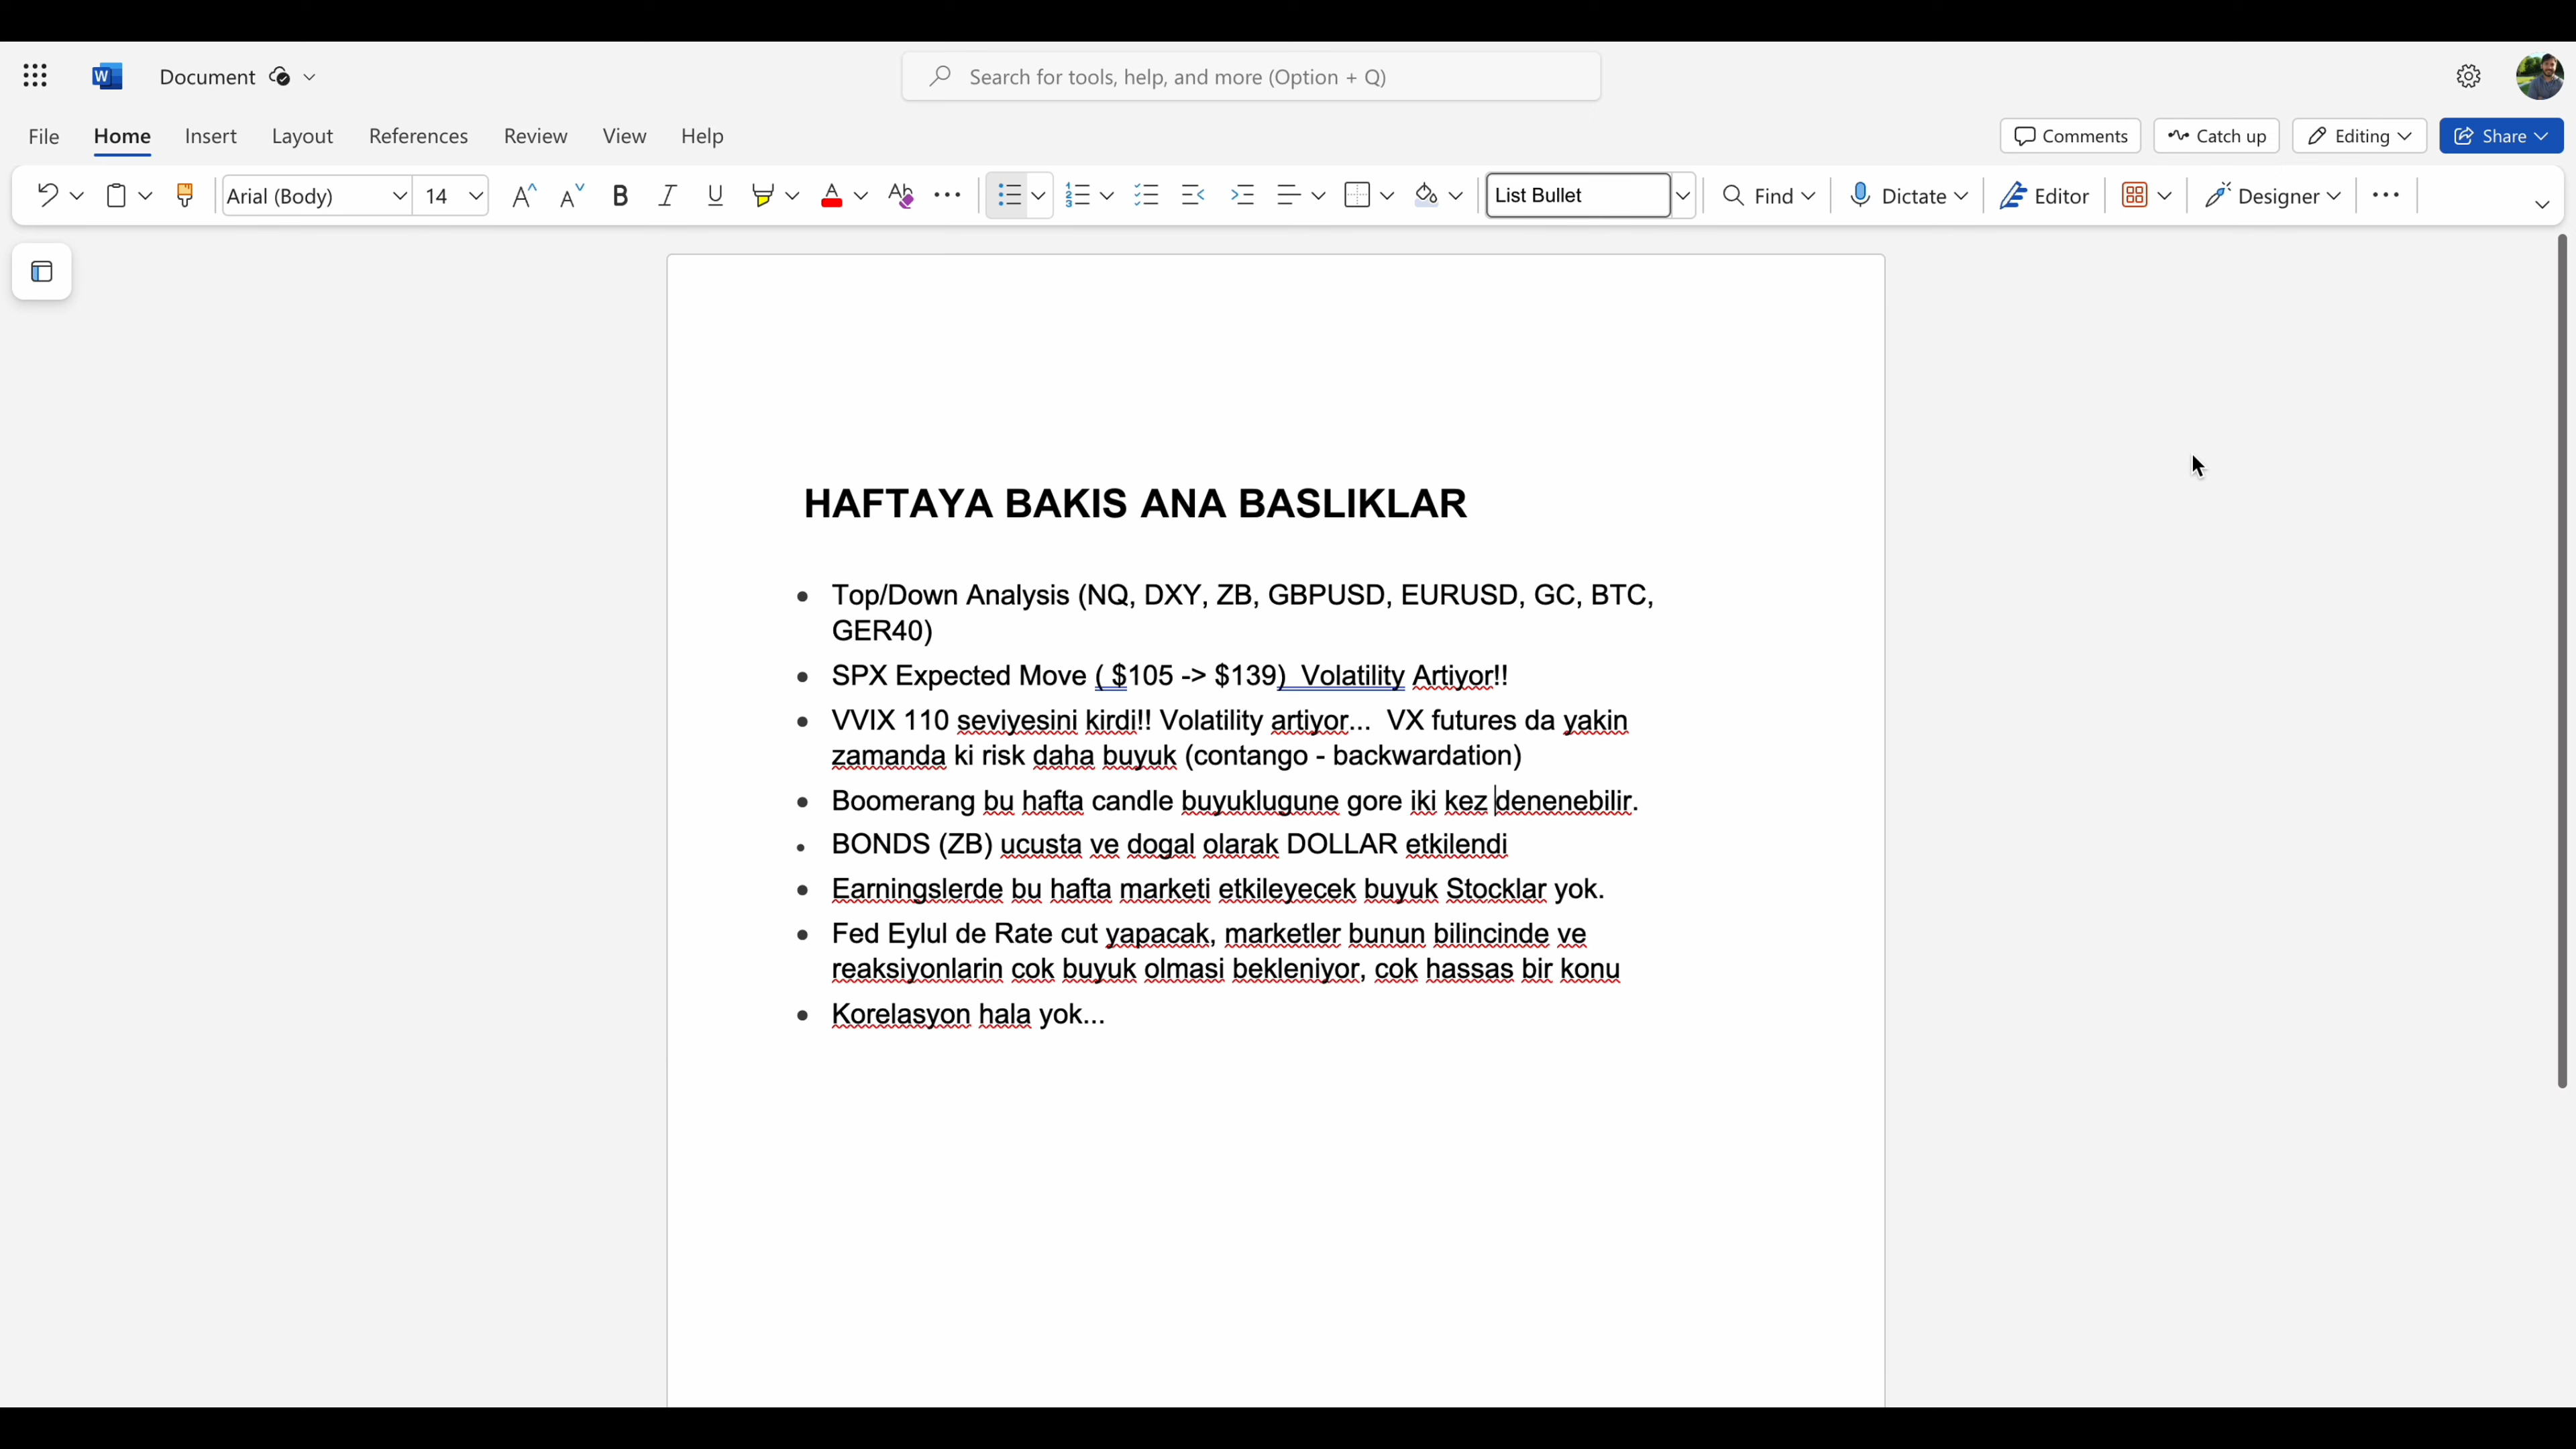 Document
Search for tools, help, and more (Option + Q)
File Home Insert Layout References Review View Help
Comments Catch up Editing Share
Arial (Body) 14 List Bullet Find Dictate Editor Designer
HAFTAYA BAKIS ANA BASLIKLAR
• Top/Down Analysis (NQ, DXY, ZB, GBPUSD, EURUSD, GC, BTC,
GER40)
• SPX Expected Move ( $105 -> $139)  Volatility Artiyor!!
• VVIX 110 seviyesini kirdi!! Volatility artiyor...  VX futures da yakin
zamanda ki risk daha buyuk (contango - backwardation)
• Boomerang bu hafta candle buyuklugune gore iki kez denenebilir.
• BONDS (ZB) ucusta ve dogal olarak DOLLAR etkilendi
• Earningslerde bu hafta marketi etkileyecek buyuk Stocklar yok.
• Fed Eylul de Rate cut yapacak, marketler bunun bilincinde ve
reaksiyonlarin cok buyuk olmasi bekleniyor, cok hassas bir konu
• Korelasyon hala yok...